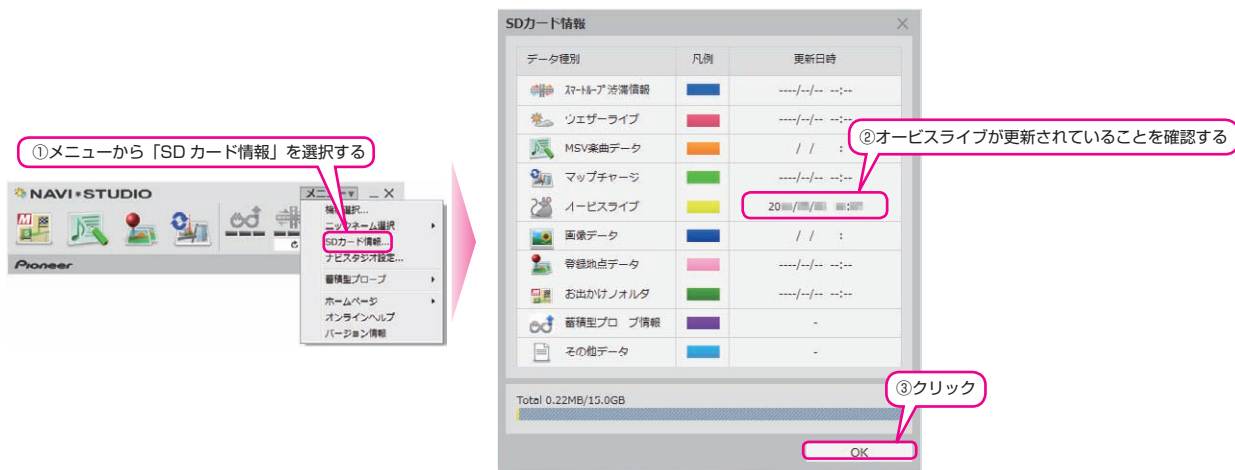 ①メニューから「SD カード情報」を選択する
NAVI*STUDIO
メニュー
機種選択...
ニックネーム選択
SDカード情報...
ナビスタジオ設定...
蓄積型プローブ
ホームページ
オンラインヘルプ
バージョン情報
Pioneer
SDカード情報
データ種別 凡例 更新日時
スマートループ渋滞情報 ----/--/-- --:--
ウェザーライブ ----/--/-- --:--
②オービスライブが更新されていることを確認する
MSV楽曲データ / / :
マップチャージ ----/--/-- --:--
オービスライブ 20 / / :
画像データ / / :
登録地点データ ----/--/-- --:--
お出かけフォルダ ----/--/-- --:--
蓄積型プロ ブ情報 -
その他データ -
③クリック
Total 0.22MB/15.0GB
OK